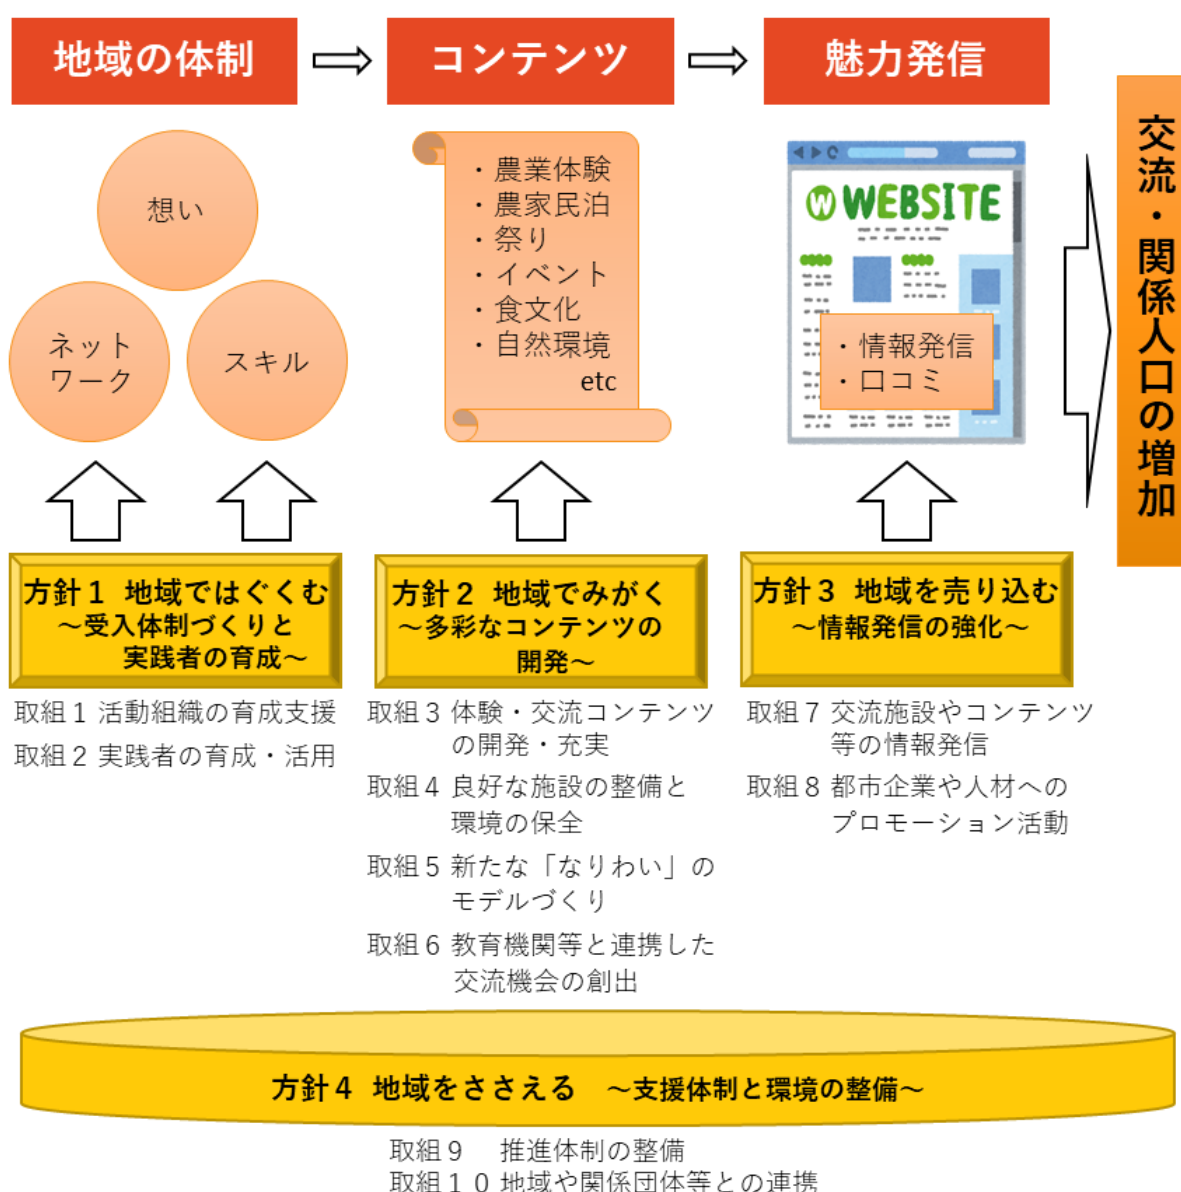 地域の体制
コンテンツ
魅力発信
想い
ネット
ワーク
スキル
・農業体験
・農家民泊
・祭り
・イベント
・食文化
・自然環境
etc
W WEBSITE
・情報発信
・口コミ
交流・関係人口の増加
方針１ 地域ではぐくむ
～受入体制づくりと
実践者の育成～
取組１ 活動組織の育成支援
取組２ 実践者の育成・活用
方針２ 地域でみがく
～多彩なコンテンツの
開発～
取組３ 体験・交流コンテンツ
の開発・充実
取組４ 良好な施設の整備と
環境の保全
取組５ 新たな「なりわい」の
モデルづくり
取組６ 教育機関等と連携した
交流機会の創出
方針３ 地域を売り込む
～情報発信の強化～
取組７ 交流施設やコンテンツ
等の情報発信
取組８ 都市企業や人材への
プロモーション活動
方針４ 地域をささえる ～支援体制と環境の整備～
取組９ 推進体制の整備
取組１０ 地域や関係団体等との連携